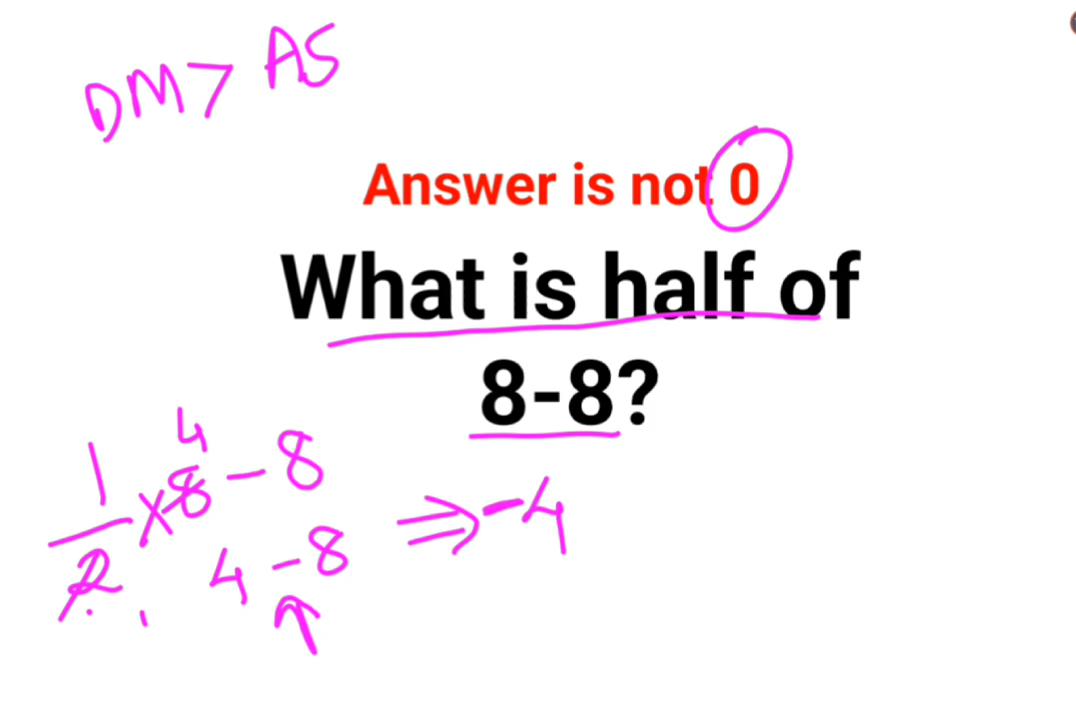 DM > AS
Answer is not 0
What is half of
8-8?
1/2 × 8 4 - 8
4 - 8 ⇒ -4